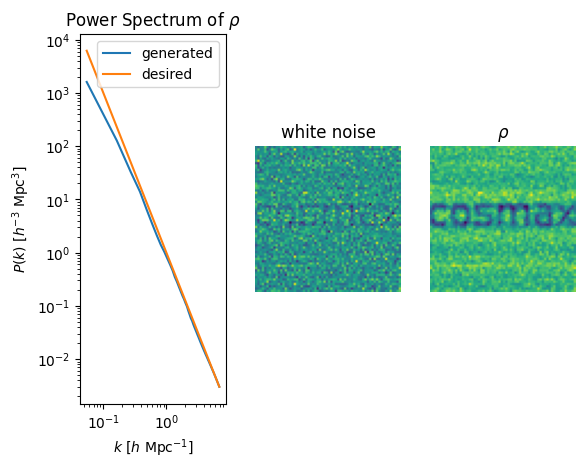 Power Spectrum of ρ
generated
desired
10⁴
10³
10²
10¹
10⁰
10⁻¹
10⁻²
10⁻¹
10⁰
P(k) [h⁻³ Mpc³]
k [h Mpc⁻¹]
white noise
cosmax
ρ
cosmax